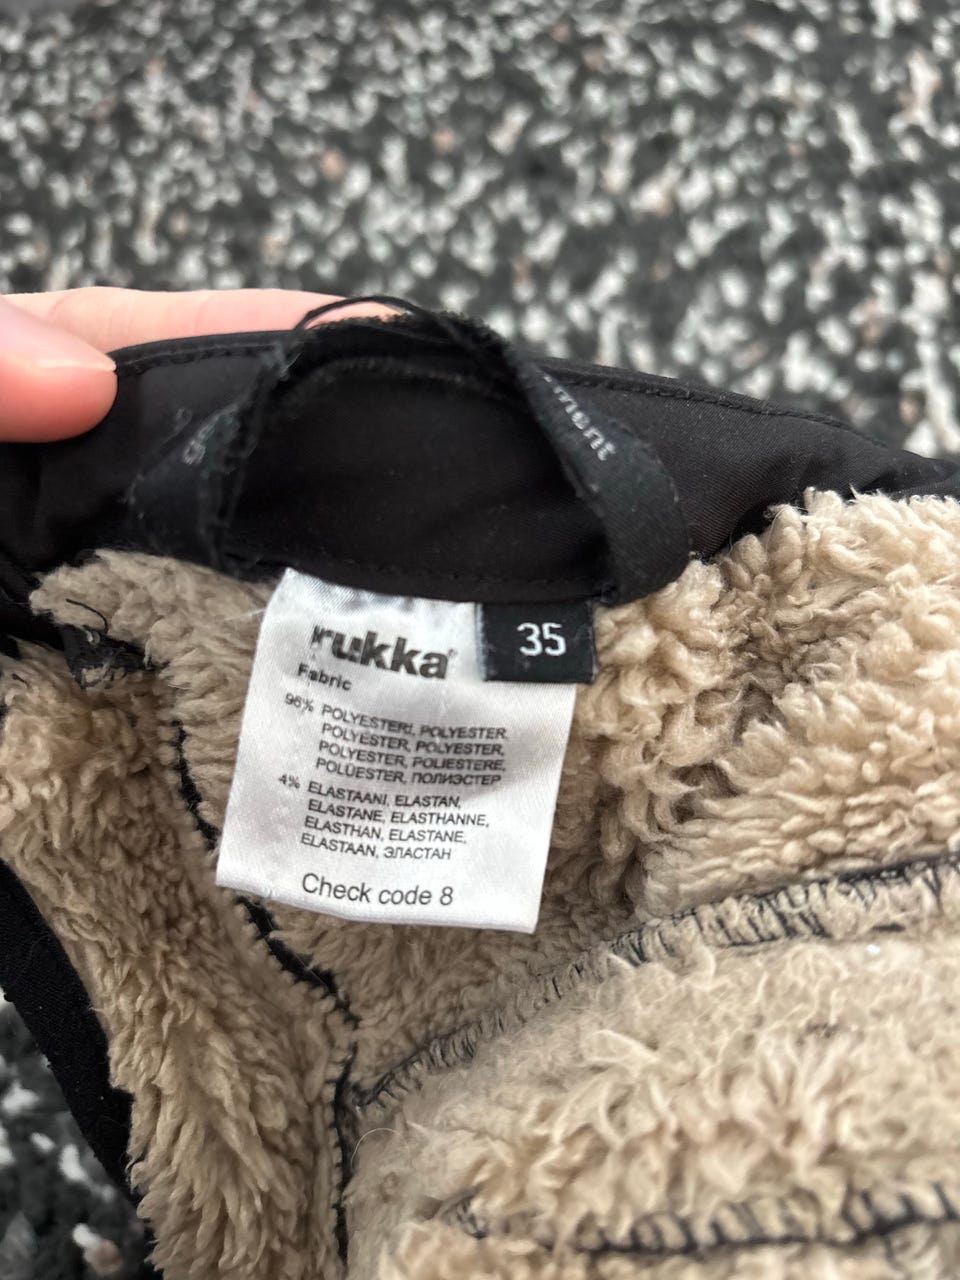 rukka
35
Fabric
96% POLYESTERI, POLYESTER,
POLYESTER, POLYESTER,
POLYESTER, POLIESTERE,
POLÜESTER, ПОЛИЭСТЕР
4% ELASTAANI, ELASTAN,
ELASTANE, ELASTHANNE,
ELASTHAN, ELASTANE,
ELASTAAN, ЭЛАСТАН
Check code 8